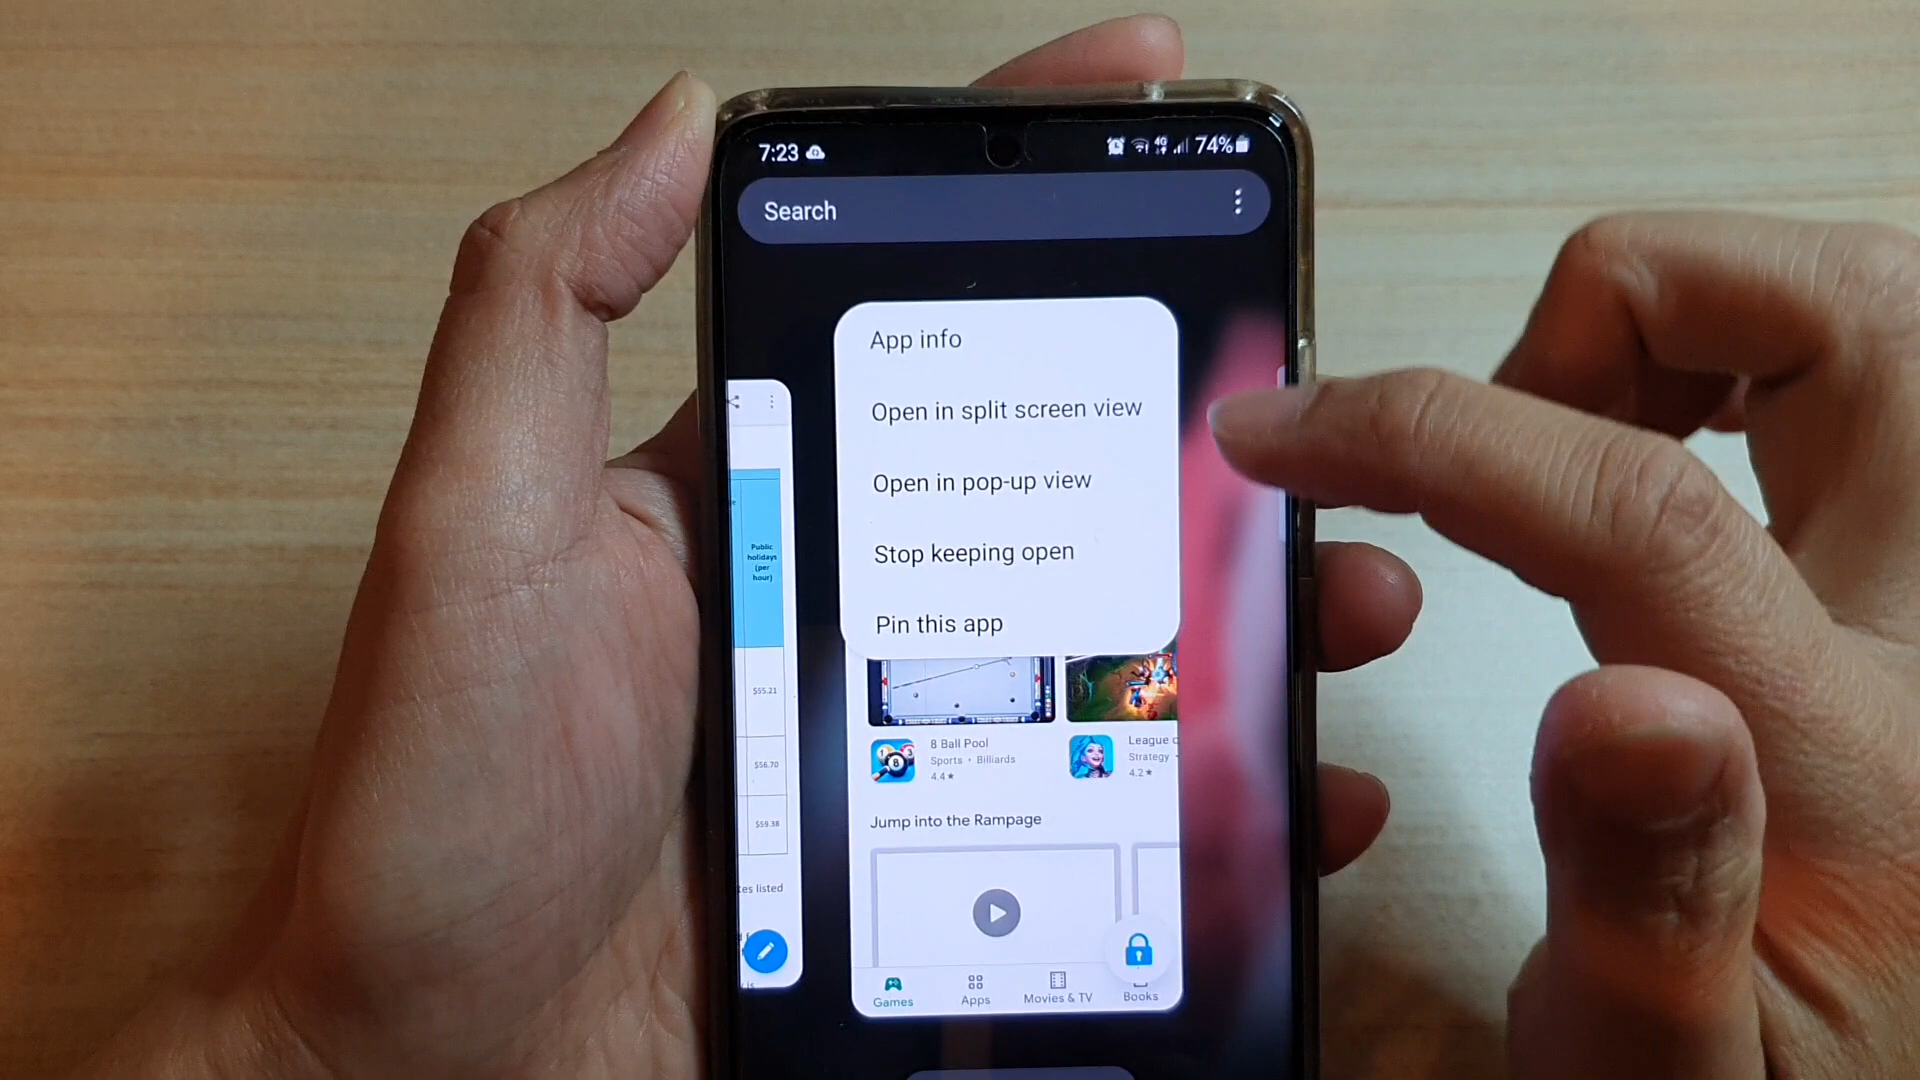 7:23
4G
74%
Search
App info
Open in split screen view
Open in pop-up view
Stop keeping open
Pin this app
Public
holidays
(per
hour)
$55.21
$56.70
$59.38
tes listed
8 Ball Pool
Sports • Billiards
4.4★
League
Strategy
4.2★
Jump into the Rampage
Games
Apps
Movies & TV
Books